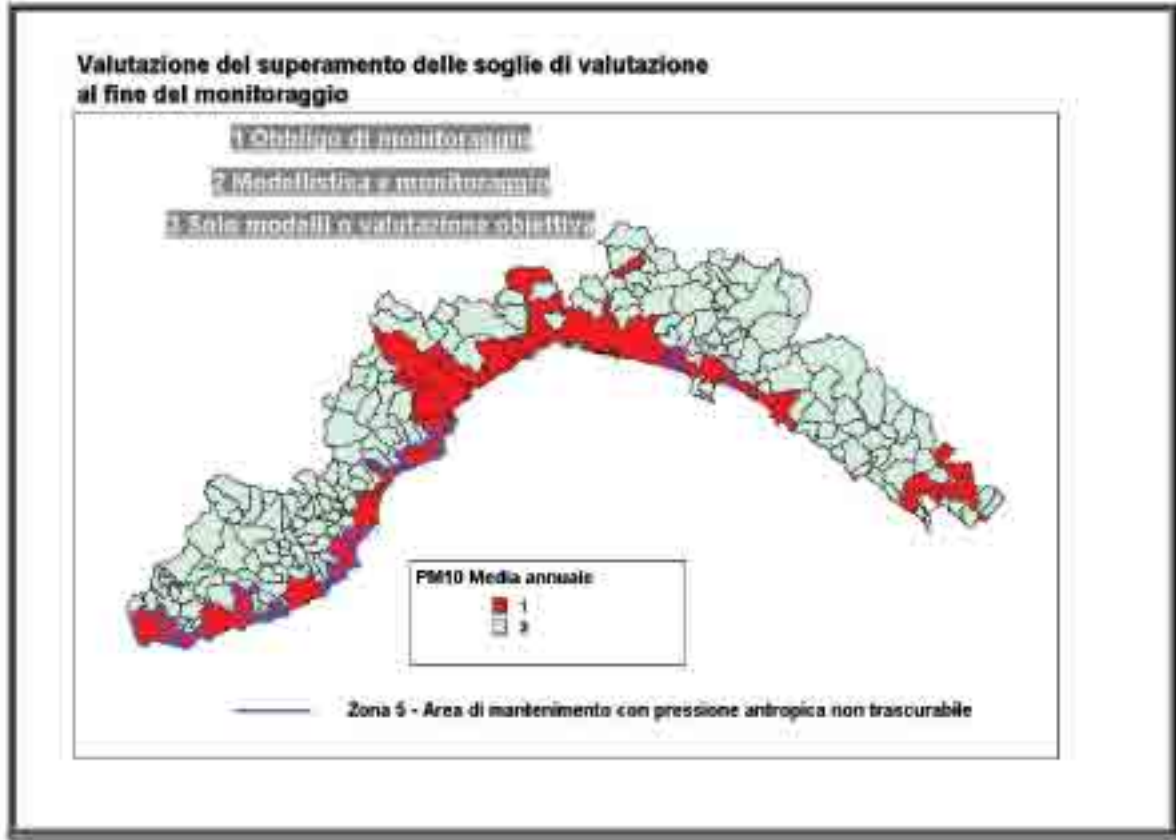 Valutazione del superamento delle soglie di valutazione
al fine del monitoraggio
1 Obbligo di monitoraggio
2 Modellistica e monitoraggio
3 Solo modelli o valutazione obiettiva
PM10 Media annuale
1
3
Zona 5 - Area di mantenimento con pressione antropica non trascurabile